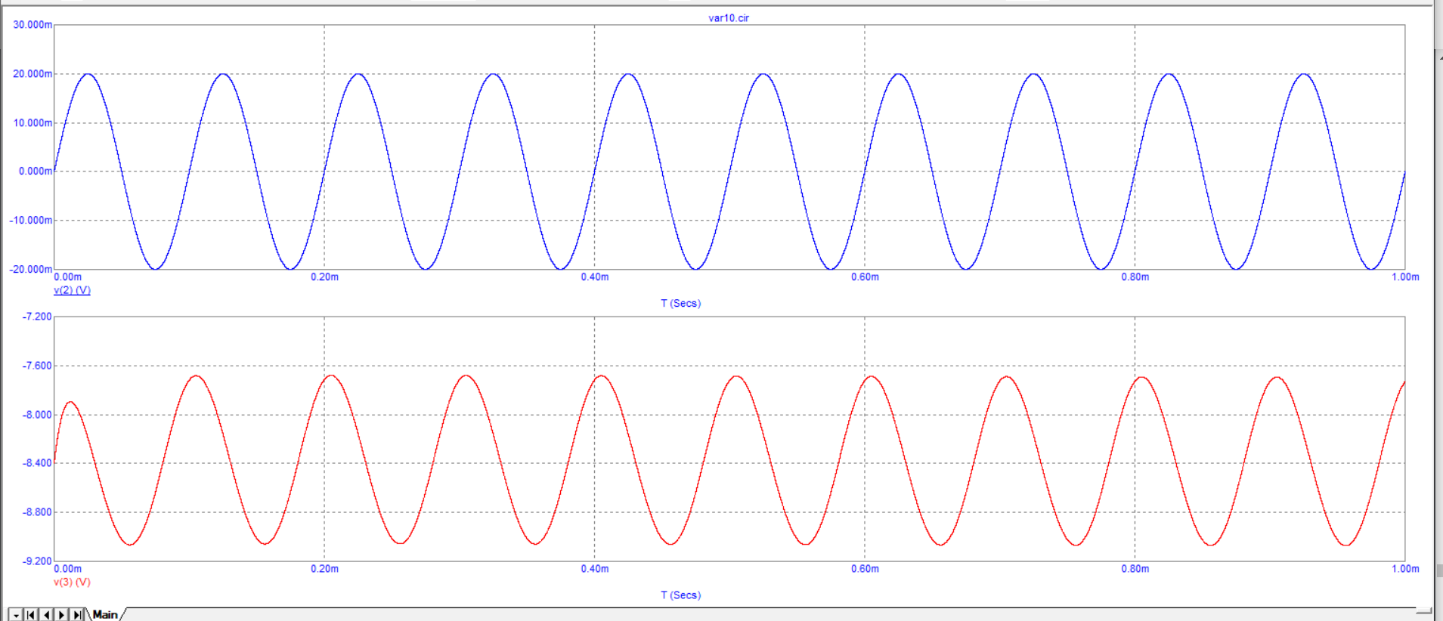 var10.cir
30.000m
20.000m
10.000m
0.000m
-10.000m
-20.000m
0.00m 0.20m 0.40m 0.60m 0.80m 1.00m
v(2) (V)
T (Secs)
-7.200
-7.600
-8.000
-8.400
-8.800
-9.200
0.00m 0.20m 0.40m 0.60m 0.80m 1.00m
v(3) (V)
T (Secs)
Main